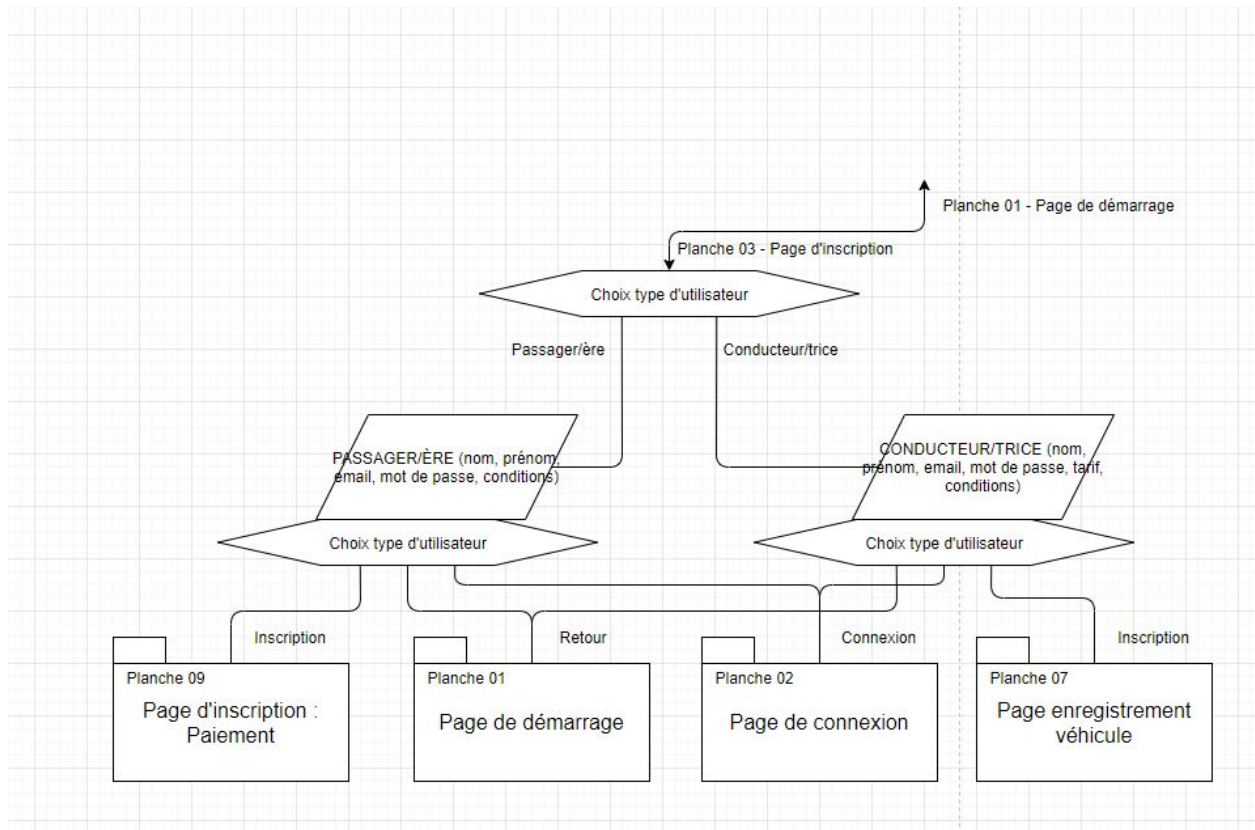 Planche 01 - Page de démarrage
Planche 03 - Page d'inscription
Choix type d'utilisateur
Passager/ère
Conducteur/trice
PASSAGER/ÈRE (nom, prénom,
email, mot de passe, conditions)
CONDUCTEUR/TRICE (nom,
prénom, email, mot de passe, tarif,
conditions)
Choix type d'utilisateur
Choix type d'utilisateur
Inscription
Retour
Connexion
Inscription
Planche 09
Page d'inscription :
Paiement
Planche 01
Page de démarrage
Planche 02
Page de connexion
Planche 07
Page enregistrement
véhicule